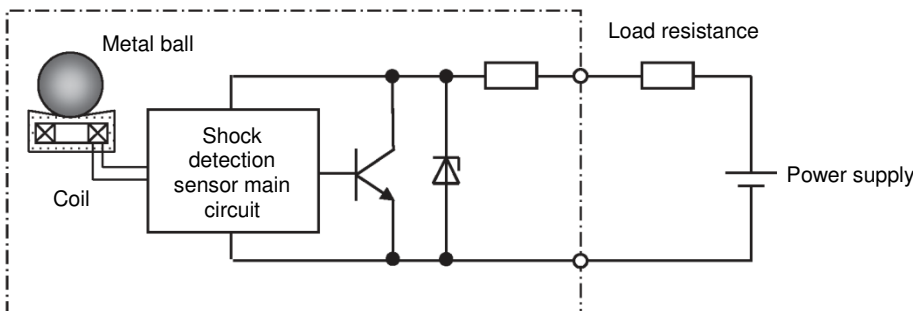 Metal ball
Load resistance
Shock
detection
sensor main
circuit
Coil
Power supply